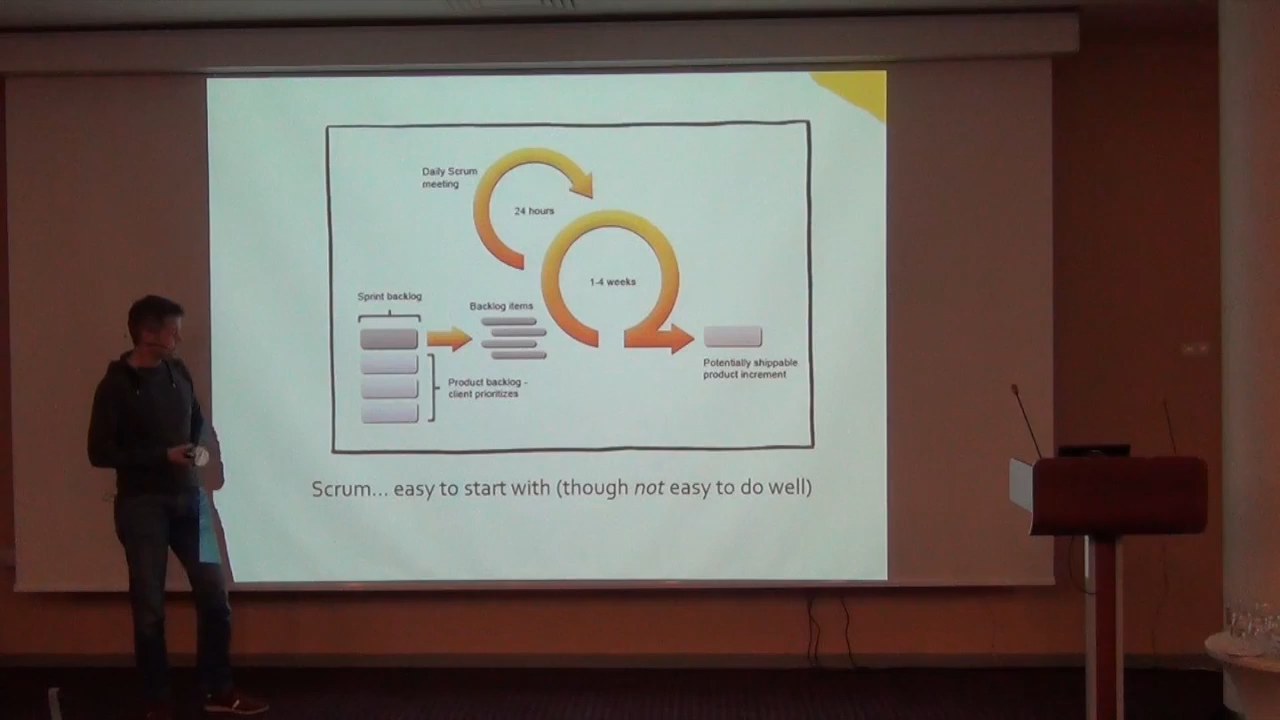 Daily Scrum
meeting
24 hours
1-4 weeks
Sprint backlog
Backlog items
Potentially shippable
product increment
Product backlog -
client prioritizes
Scrum... easy to start with (though not easy to do well)